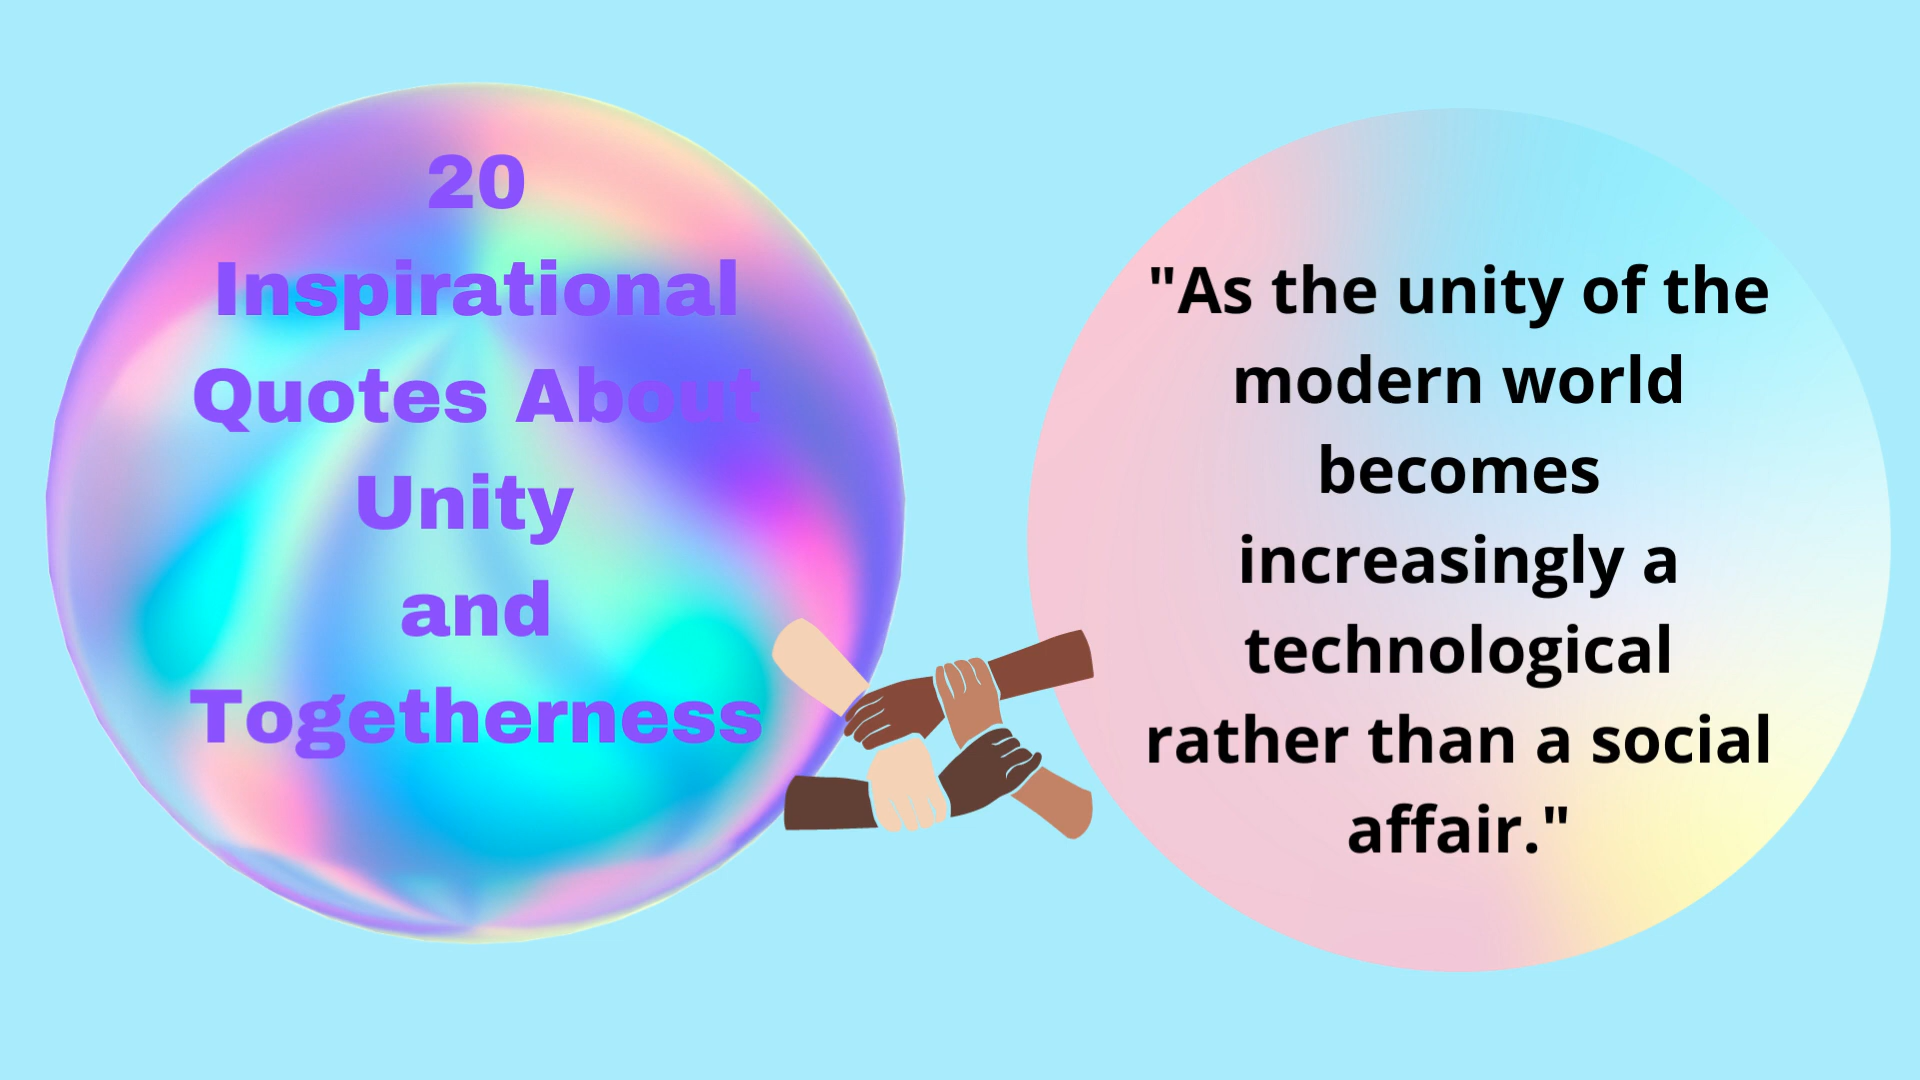 20
Inspirational
Quotes About
Unity
and
Togetherness
"As the unity of the
modern world
becomes
increasingly a
technological
rather than a social
affair."